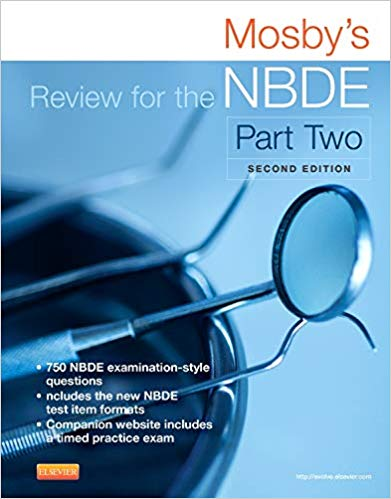 Mosby's
Review for the NBDE
Part Two
SECOND EDITION
• 750 NBDE examination-style
questions
• ncludes the new NBDE
test item formats
• Companion website includes
a timed practice exam
ELSEVIER
http://evolve.elsevier.com